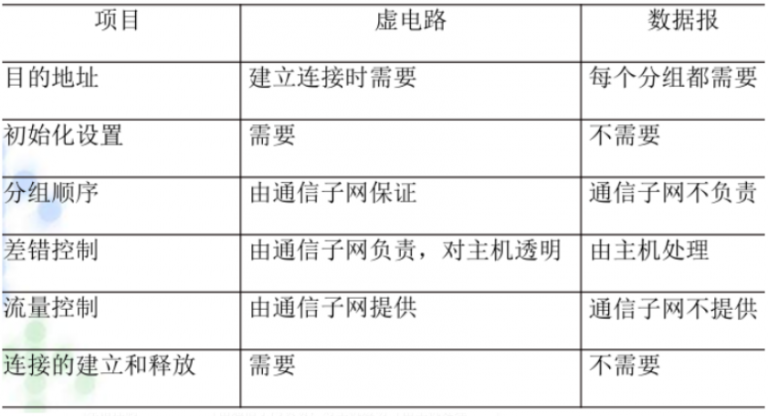 项目 虚电路 数据报
目的地址 建立连接时需要 每个分组都需要
初始化设置 需要 不需要
分组顺序 由通信子网保证 通信子网不负责
差错控制 由通信子网负责，对主机透明 由主机处理
流量控制 由通信子网提供 通信子网不提供
连接的建立和释放 需要 不需要